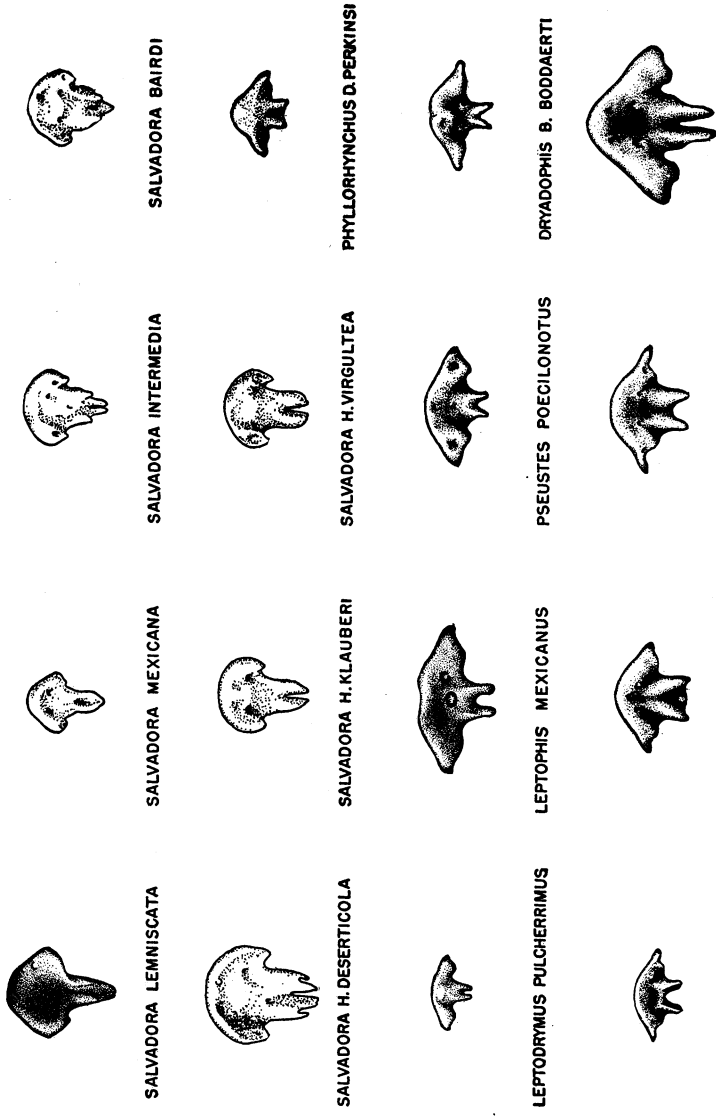 SALVADORA LEMNISCATA
SALVADORA MEXICANA
SALVADORA INTERMEDIA
SALVADORA BAIRDI
SALVADORA H. DESERTICOLA
SALVADORA H. KLAUBERI
SALVADORA H. VIRGULTEA
PHYLLORHYNCHUS D. PERKINSI
LEPTODRYMUS PULCHERRIMUS
LEPTOPHIS MEXICANUS
PSEUSTES POECILONOTUS
DRYADOPHIS B. BODDAERTI